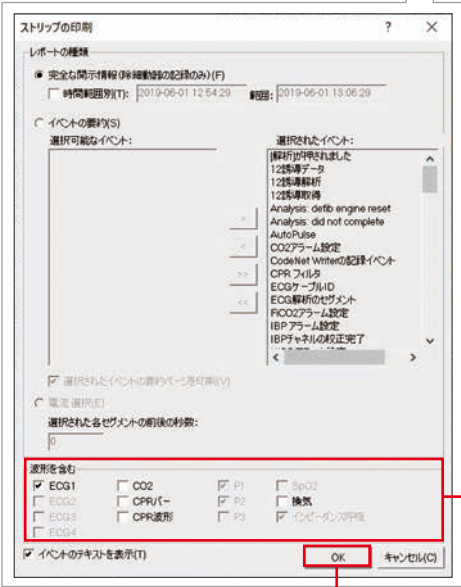 ストリップの印刷 ? ×
レポートの種類
完全な開示情報(除細動器の記録のみ)(F)
時間範囲別(T): 2019-06-01 12:54:29 範囲: 2019-06-01 13:06:29
イベントの要約(S)
選択可能なイベント: 選択されたイベント:
[解析]が押されました
12誘導データ
12誘導解析
12誘導取得
Analysis: defib engine reset
Analysis: did not complete
AutoPulse
CO2アラーム設定
CodeNet Writerの記録イベント
CPR フィルタ
ECGケーブルID
ECG解析のセグメント
FiCO2アラーム設定
IBP アラーム設定
IBPチャネルの校正完了
>
<
>>
<<
選択されたイベントの要約ページを印刷(V)
電流 選択(E)
選択された各セグメントの前後の秒数:
0
波形を含む
ECG1 CO2 P1 SpO2
ECG2 CPRバー P2 換気
ECG3 CPR波形 P3 インピーダンス呼吸
ECG4
イベントのテキストを表示(T) OK キャンセル(C)